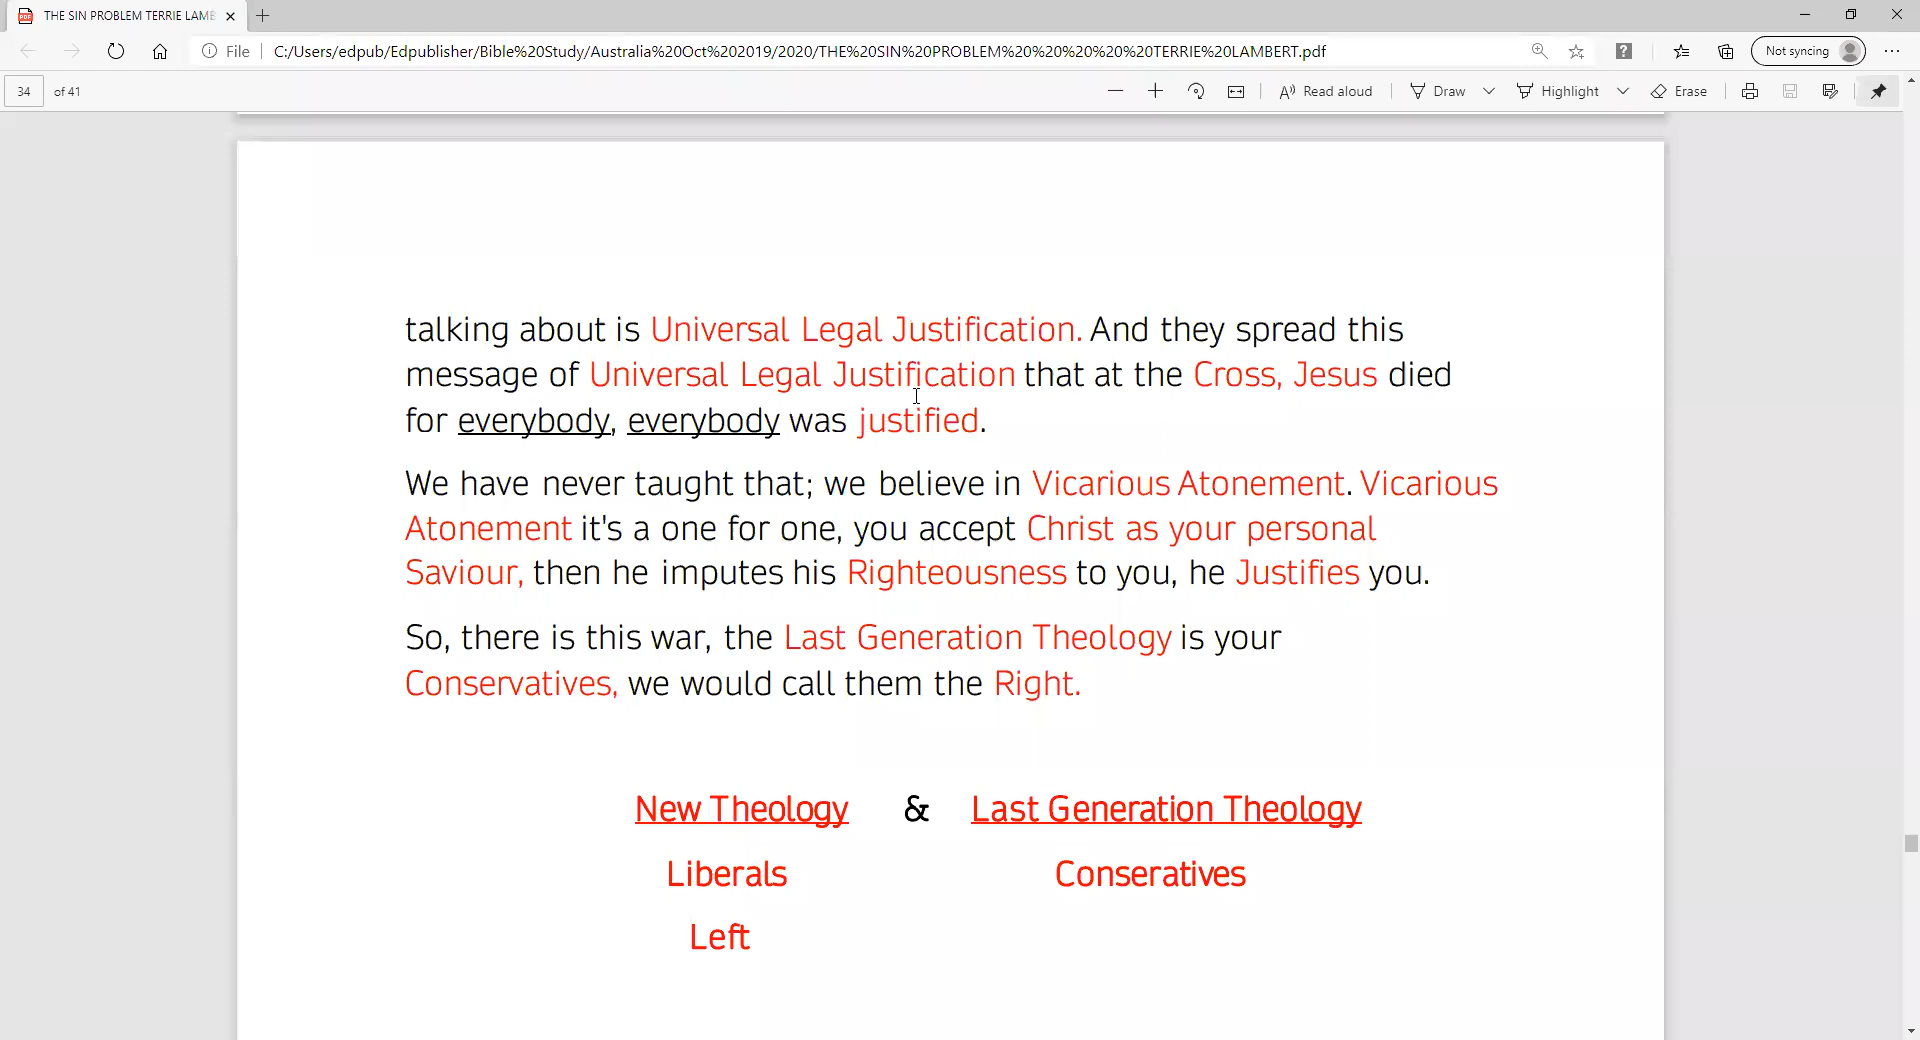 THE SIN PROBLEM TERRIE LAMB
File C:/Users/edpub/Edpublisher/Bible%20Study/Australia%20Oct%202019/2020/THE%20SIN%20PROBLEM%20%20%20%20%20TERRIE%20LAMBERT.pdf Not syncing
34 of 41 Read aloud Draw Highlight Erase
talking about is Universal Legal Justification. And they spread this
message of Universal Legal Justification that at the Cross, Jesus died
for everybody, everybody was justified.
We have never taught that; we believe in Vicarious Atonement. Vicarious
Atonement it's a one for one, you accept Christ as your personal
Saviour, then he imputes his Righteousness to you, he Justifies you.
So, there is this war, the Last Generation Theology is your
Conservatives, we would call them the Right.
New Theology & Last Generation Theology
Liberals Conseratives
Left